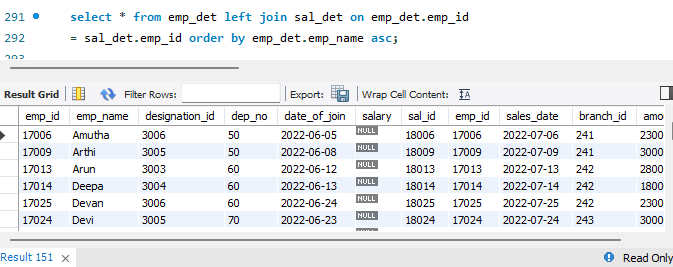 291 select * from emp_det left join sal_det on emp_det.emp_id
292 = sal_det.emp_id order by emp_det.emp_name asc;
Result Grid Filter Rows: Export: Wrap Cell Content:
emp_id emp_name designation_id dep_no date_of_join salary sal_id emp_id sales_date branch_id amo
17006 Amutha 3006 50 2022-06-05 NULL 18006 17006 2022-07-06 241 2300
17009 Arthi 3005 50 2022-06-08 NULL 18009 17009 2022-07-09 241 3000
17013 Arun 3003 60 2022-06-12 NULL 18013 17013 2022-07-13 242 2800
17014 Deepa 3004 60 2022-06-13 NULL 18014 17014 2022-07-14 242 1800
17025 Devan 3006 60 2022-06-24 NULL 18025 17025 2022-07-25 242 2300
17024 Devi 3005 70 2022-06-23 NULL 18024 17024 2022-07-24 243 3000
Result 151 Read Only